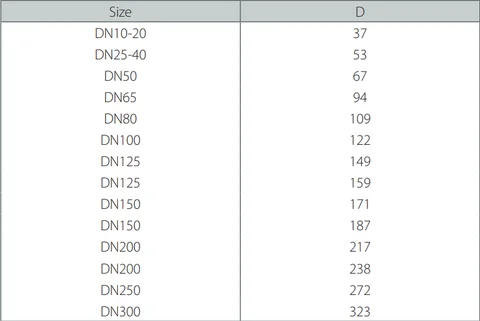 Size D
DN10-20 37
DN25-40 53
DN50 67
DN65 94
DN80 109
DN100 122
DN125 149
DN125 159
DN150 171
DN150 187
DN200 217
DN200 238
DN250 272
DN300 323